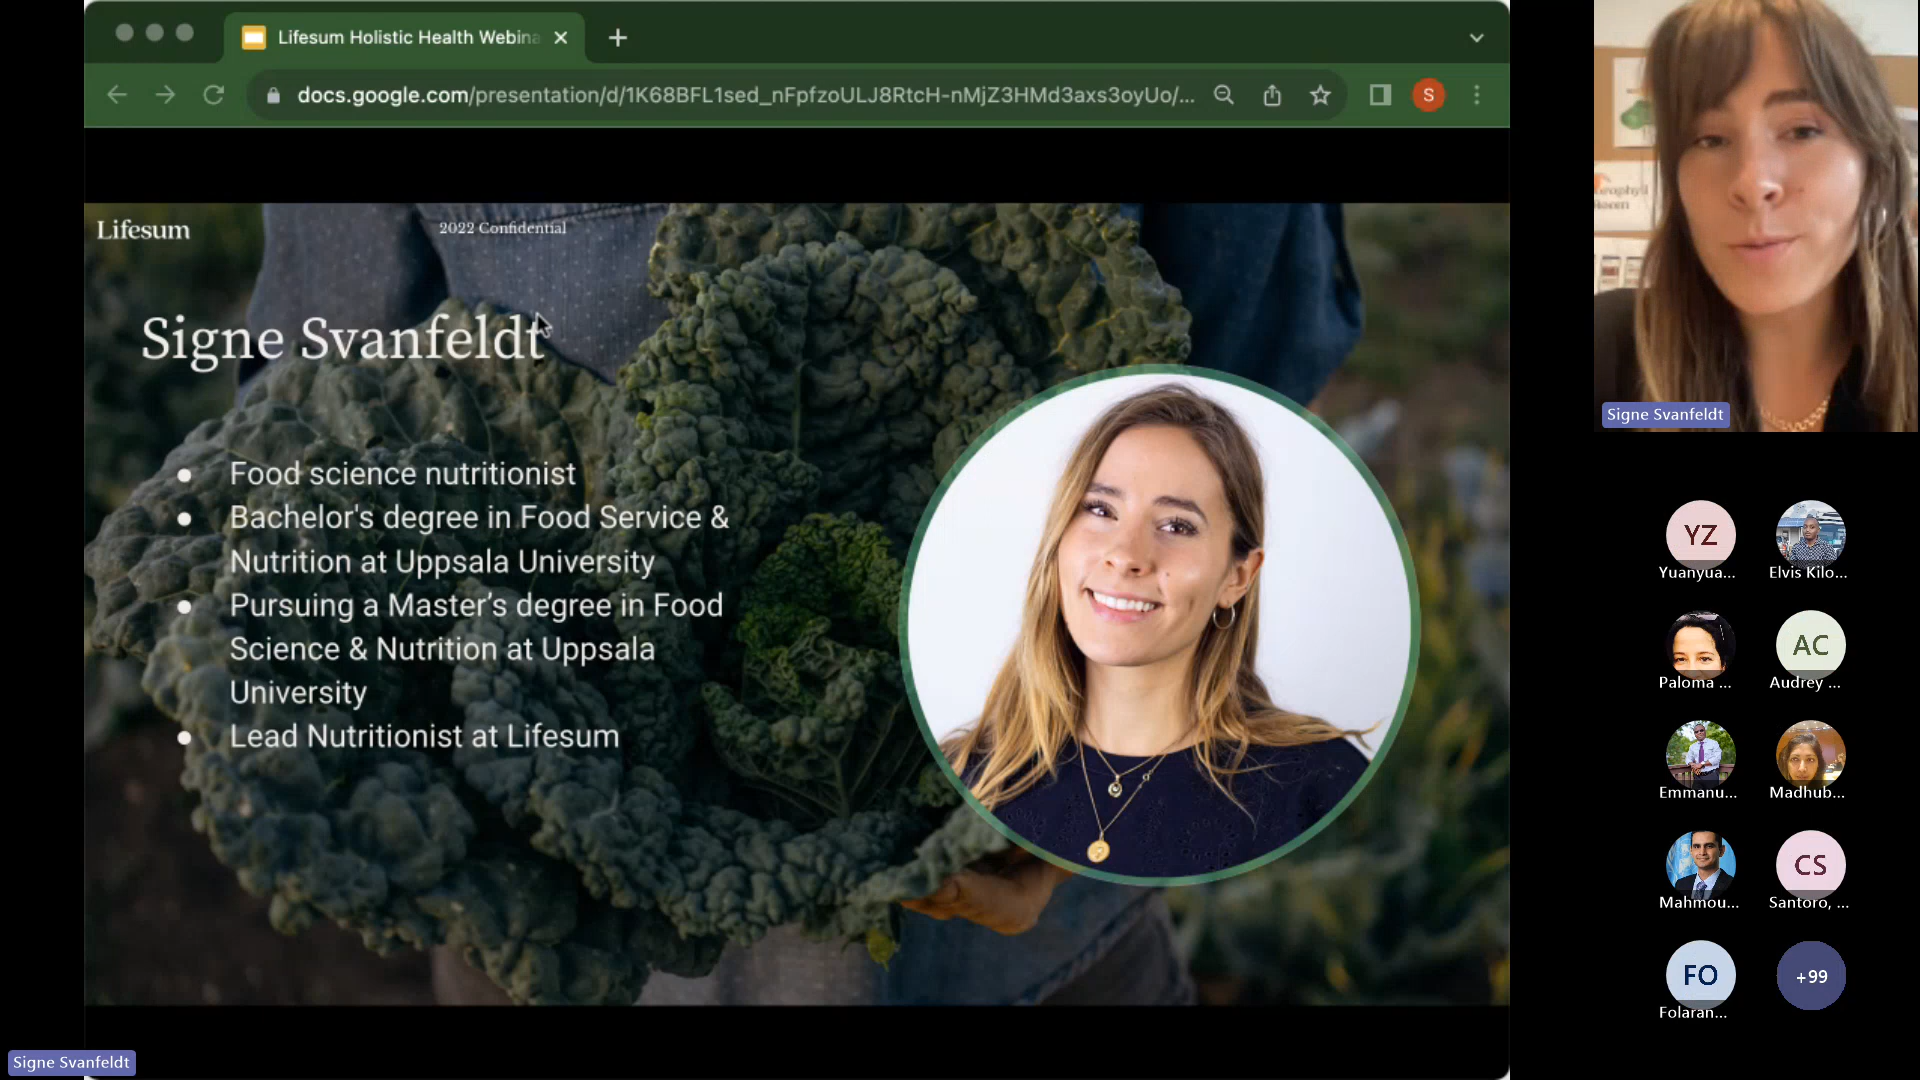 Lifesum Holistic Health Webina
docs.google.com/presentation/d/1K68BFL1sed_nFpfzoULJ8RtcH-nMjZ3HMd3axs3oyUo/...
S
Lifesum
2022 Confidential
Signe Svanfeldt
● Food science nutritionist
● Bachelor's degree in Food Service &
Nutrition at Uppsala University
● Pursuing a Master’s degree in Food
Science & Nutrition at Uppsala
University
● Lead Nutritionist at Lifesum
Signe Svanfeldt
Room
Signe Svanfeldt
YZ
Yuanyua...
Elvis Kilo...
Paloma ...
AC
Audrey ...
Emmanu...
Madhub...
Mahmou...
CS
Santoro, ...
FO
Folaran...
+99